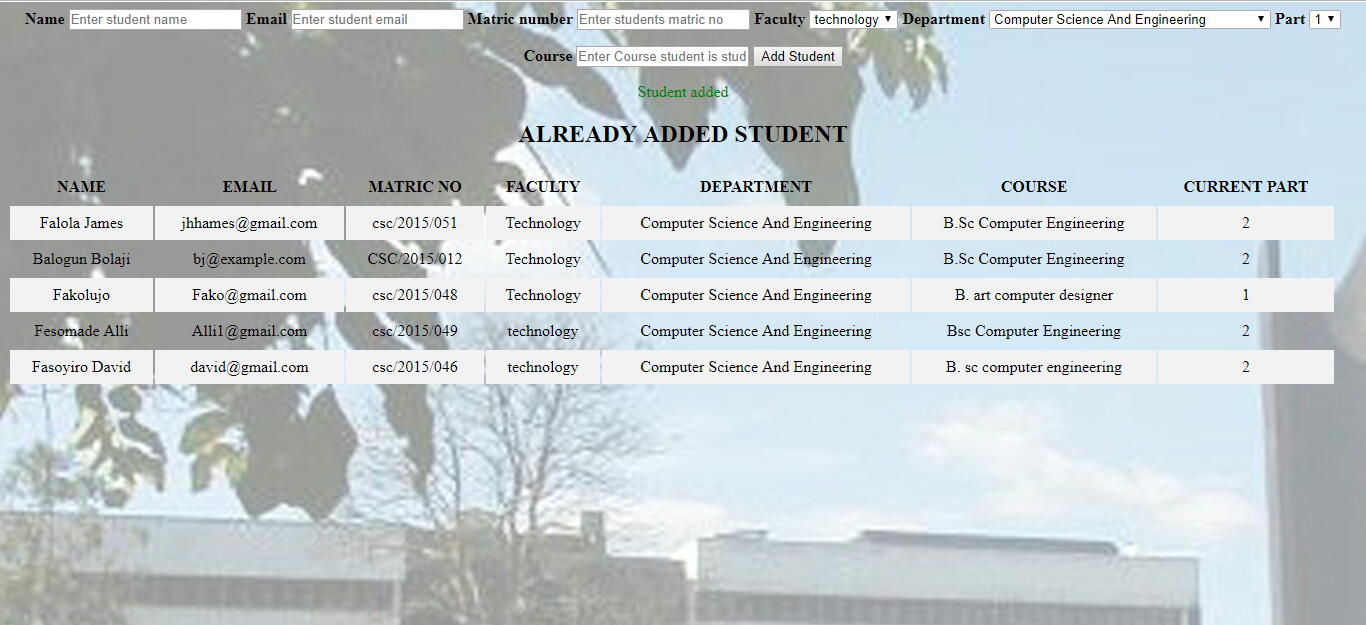 Name Enter student name Email Enter student email Matric number Enter students matric no Faculty technology Department Computer Science And Engineering Part 1
Course Enter Course student is stud Add Student
Student added
ALREADY ADDED STUDENT
NAME EMAIL MATRIC NO FACULTY DEPARTMENT COURSE CURRENT PART
Falola James jhhames@gmail.com csc/2015/051 Technology Computer Science And Engineering B.Sc Computer Engineering 2
Balogun Bolaji bj@example.com CSC/2015/012 Technology Computer Science And Engineering B.Sc Computer Engineering 2
Fakolujo Fako@gmail.com csc/2015/048 Technology Computer Science And Engineering B. art computer designer 1
Fesomade Alli Alli1@gmail.com csc/2015/049 technology Computer Science And Engineering Bsc Computer Engineering 2
Fasoyiro David david@gmail.com csc/2015/046 technology Computer Science And Engineering B. sc computer engineering 2